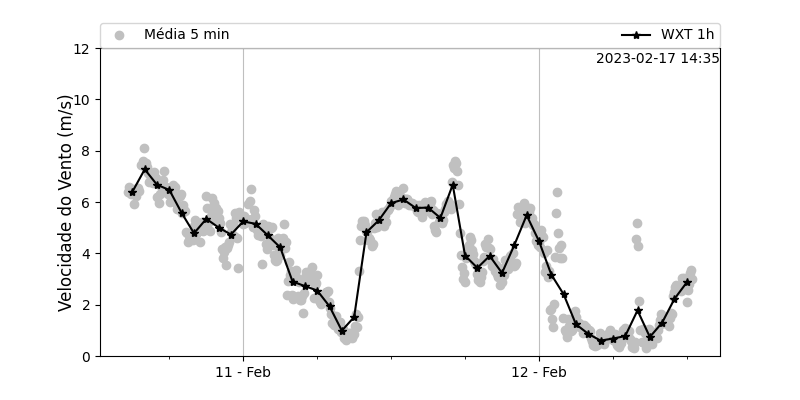 Média 5 min
WXT 1h
2023-02-17 14:35
Velocidade do Vento (m/s)
12
10
8
6
4
2
0
11 - Feb
12 - Feb